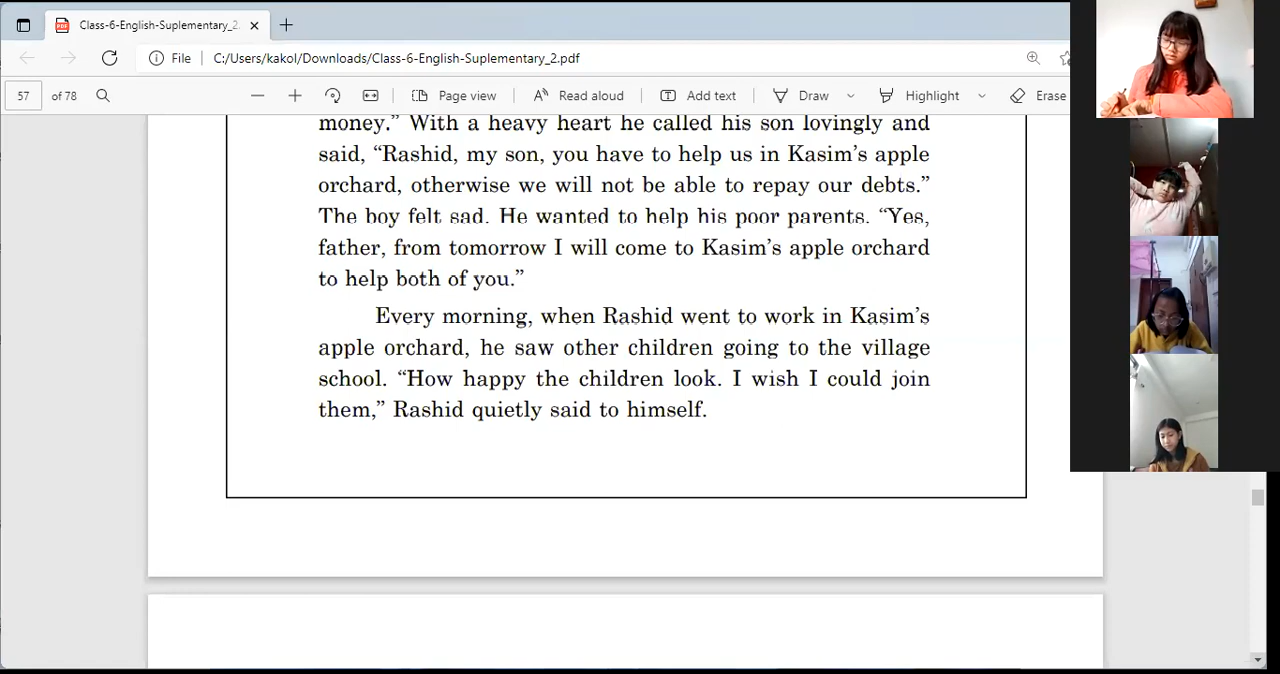 Class-6-English-Suplementary_2.
File C:/Users/kakol/Downloads/Class-6-English-Suplementary_2.pdf
57 of 78 Page view Read aloud Add text Draw Highlight Erase
money.” With a heavy heart he called his son lovingly and
said, “Rashid, my son, you have to help us in Kasim’s apple
orchard, otherwise we will not be able to repay our debts.”
The boy felt sad. He wanted to help his poor parents. “Yes,
father, from tomorrow I will come to Kasim’s apple orchard
to help both of you.”
Every morning, when Rashid went to work in Kasim’s
apple orchard, he saw other children going to the village
school. “How happy the children look. I wish I could join
them,” Rashid quietly said to himself.